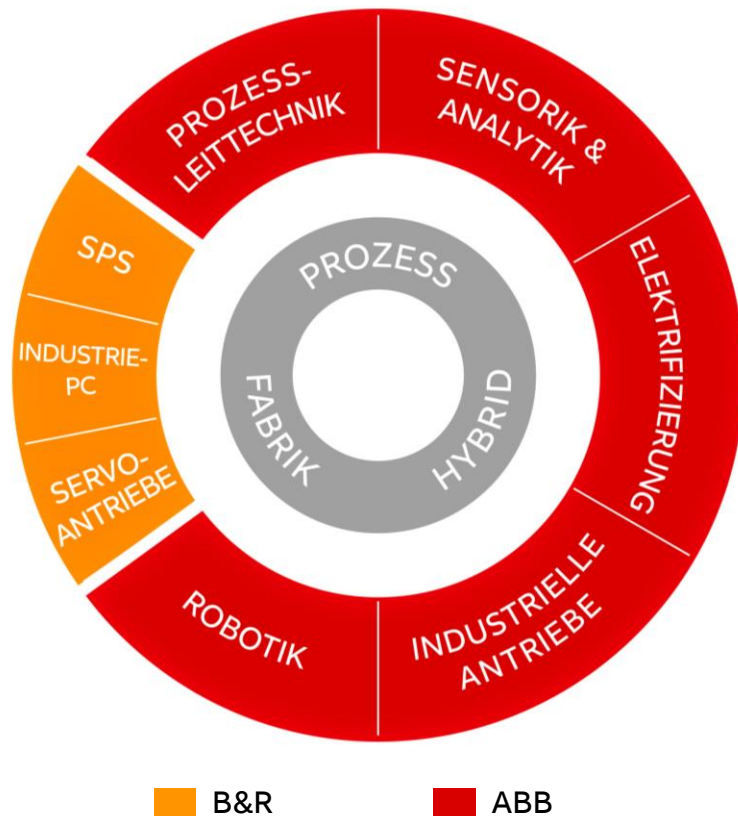 PROZESS-
LEITTECHNIK
SENSORIK &
ANALYTIK
ELEKTRIFIZIERUNG
INDUSTRIELLE
ANTRIEBE
ROBOTIK
SERVO-
ANTRIEBE
INDUSTRIE-
PC
SPS
PROZESS
HYBRID
FABRIK
B&R
ABB